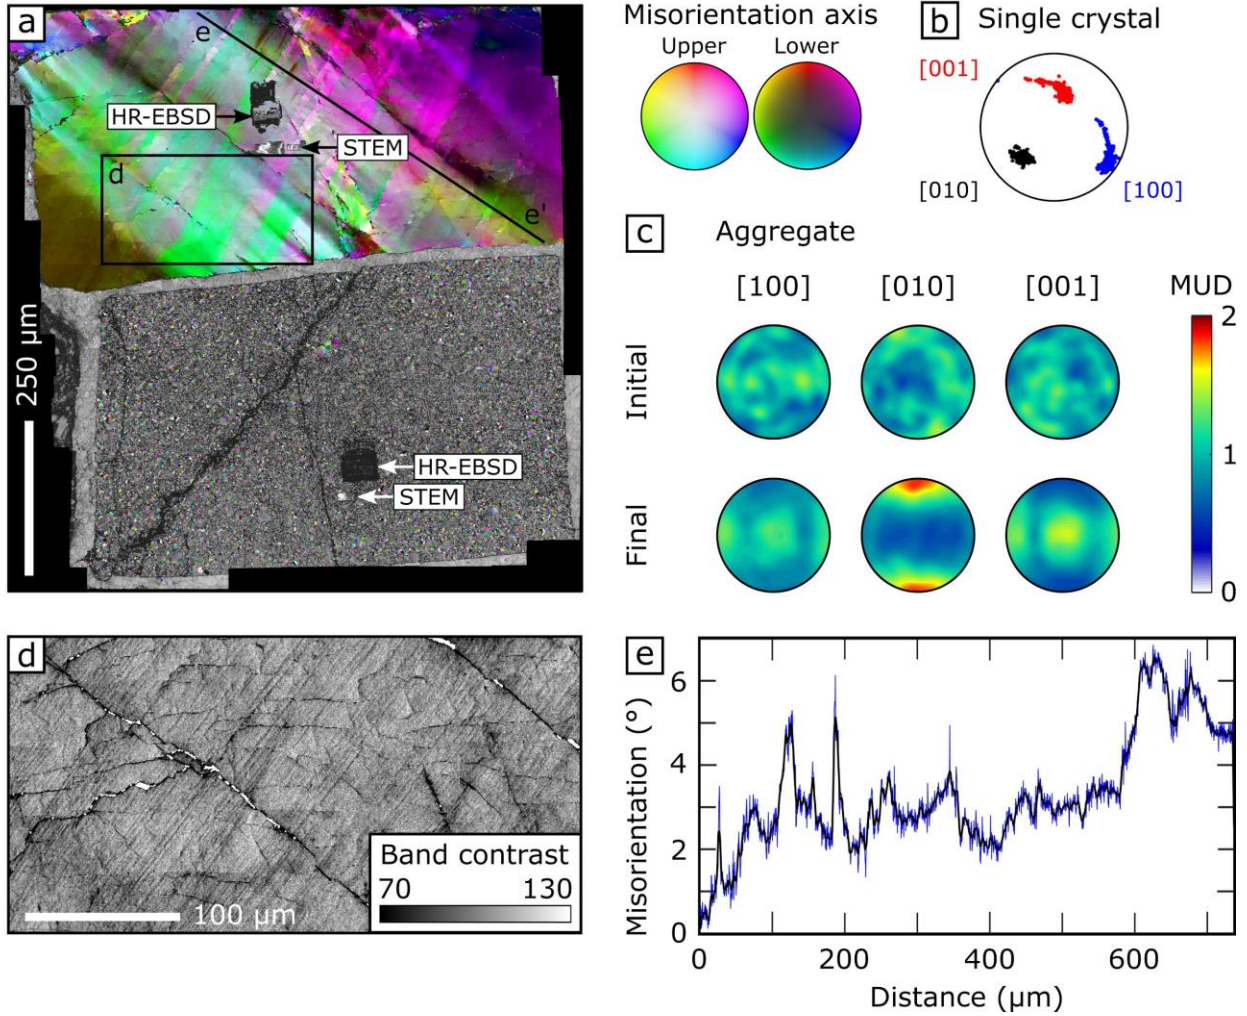 a
e
HR-EBSD
STEM
d
e'
250 µm
HR-EBSD
STEM
Misorientation axis
Upper Lower
b Single crystal
[001]
[010]
[100]
c Aggregate
[100] [010] [001] MUD
Initial
Final
2
1
0
d
Band contrast
70 130
100 µm
e
Misorientation (°)
6
4
2
0
0 200 400 600
Distance (µm)